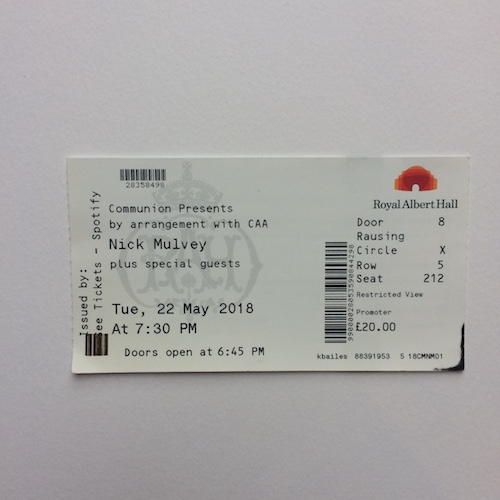 Issued by:
See Tickets - Spotify
28358498
Communion Presents
by arrangement with CAA
Nick Mulvey
plus special guests
Tue, 22 May 2018
At 7:30 PM
Doors open at 6:45 PM
Royal Albert Hall
Door 8
Rausing
Circle X
Row 5
Seat 212
Restricted View
Promoter
£20.00
kbailes 88391953 5 18CMNM01